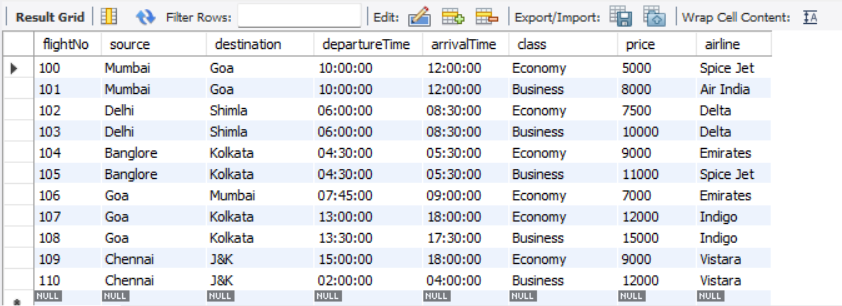 Result Grid Filter Rows: Edit: Export/Import: Wrap Cell Content: IA
flightNo source destination departureTime arrivalTime class price airline
100 Mumbai Goa 10:00:00 12:00:00 Economy 5000 Spice Jet
101 Mumbai Goa 10:00:00 12:00:00 Business 8000 Air India
102 Delhi Shimla 06:00:00 08:30:00 Economy 7500 Delta
103 Delhi Shimla 06:00:00 08:30:00 Business 10000 Delta
104 Banglore Kolkata 04:30:00 05:30:00 Economy 9000 Emirates
105 Banglore Kolkata 04:30:00 05:30:00 Business 11000 Spice Jet
106 Goa Mumbai 07:45:00 09:00:00 Economy 7000 Emirates
107 Goa Kolkata 13:00:00 18:00:00 Economy 12000 Indigo
108 Goa Kolkata 13:30:00 17:30:00 Business 15000 Indigo
109 Chennai J&K 15:00:00 18:00:00 Economy 9000 Vistara
110 Chennai J&K 02:00:00 04:00:00 Business 12000 Vistara
NULL NULL NULL NULL NULL NULL NULL NULL